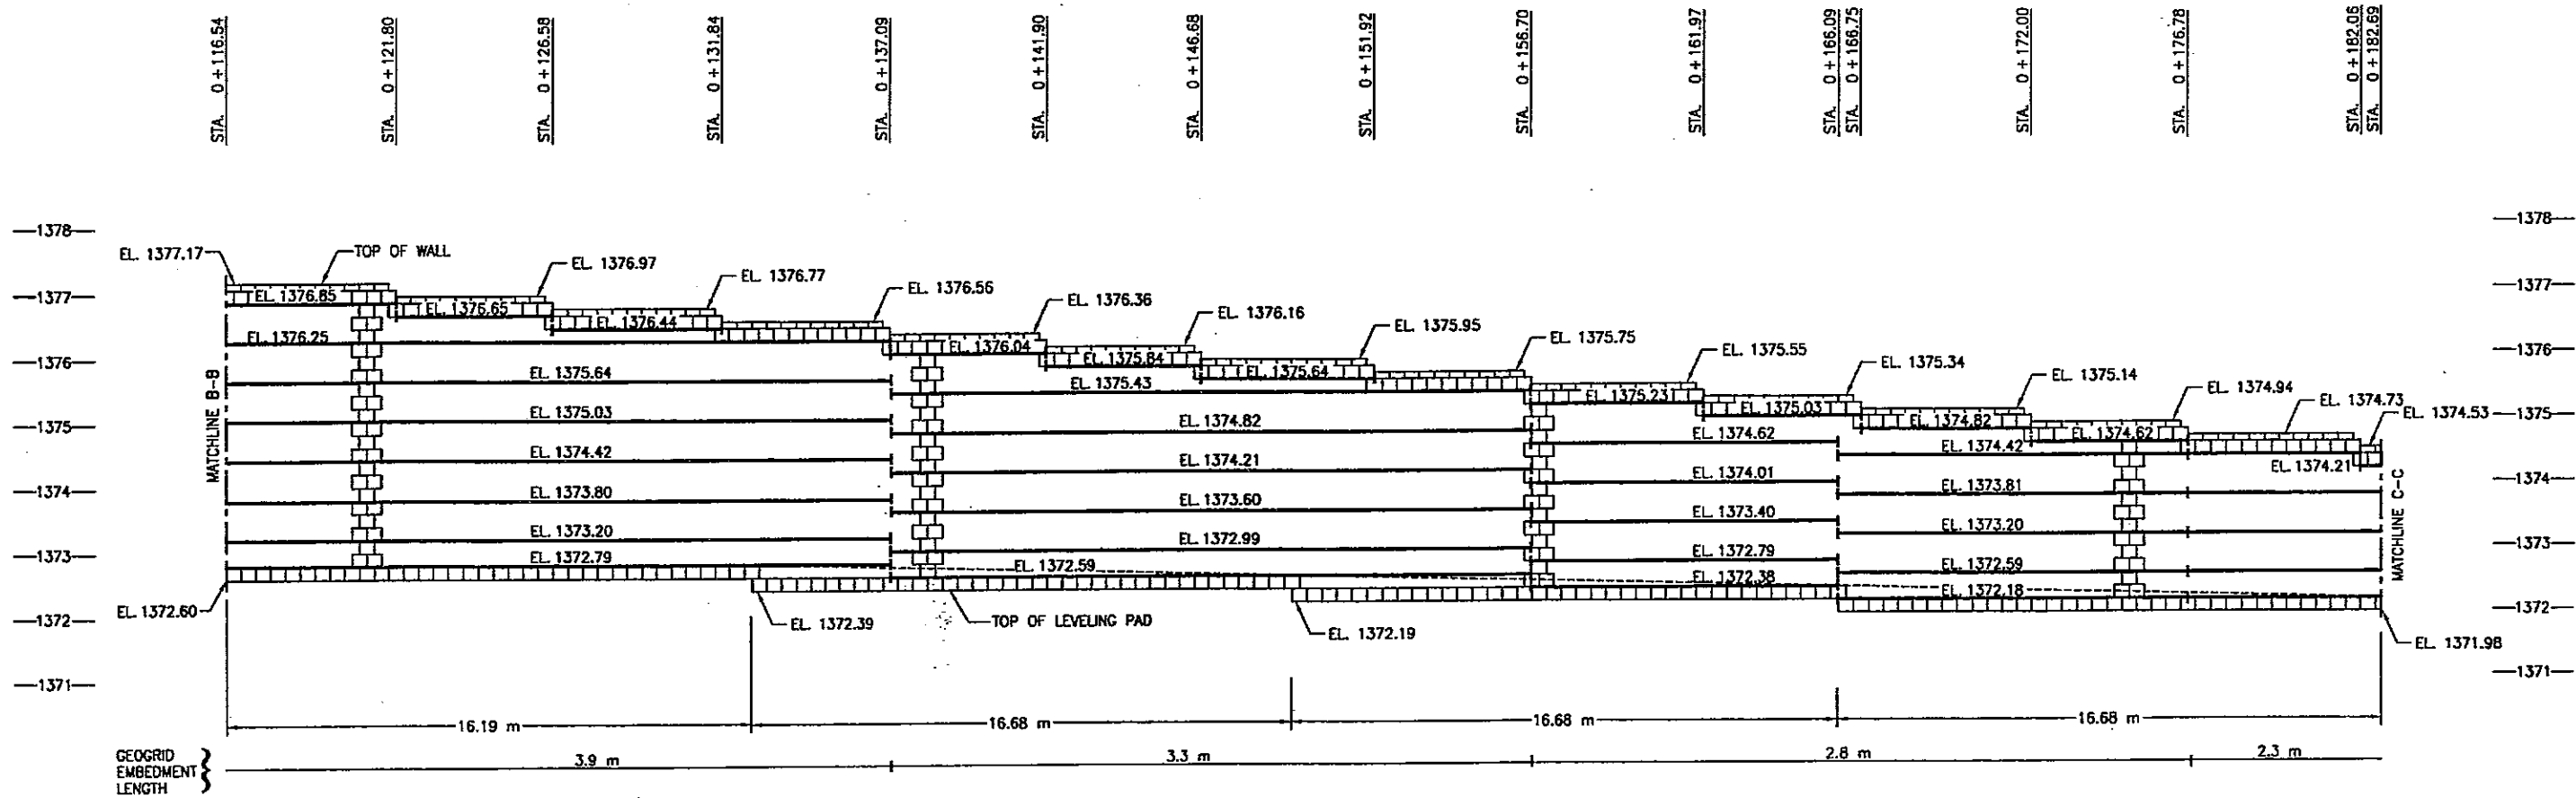 STA. 0+116.54
STA. 0+121.80
STA. 0+126.58
STA. 0+131.84
STA. 0+137.09
STA. 0+141.90
STA. 0+146.68
STA. 0+151.92
STA. 0+156.70
STA. 0+161.97
STA. 0+166.09
STA. 0+166.75
STA. 0+172.00
STA. 0+176.78
STA. 0+182.06
STA. 0+182.69
1378
1377
1376
1375
1374
1373
1372
1371
MATCHLINE B-B
EL. 1377.17
TOP OF WALL
EL. 1376.97
EL. 1376.77
EL. 1376.56
EL. 1376.36
EL. 1376.16
EL. 1375.95
EL. 1375.75
EL. 1375.55
EL. 1375.34
EL. 1375.14
EL. 1374.94
EL. 1374.73
EL. 1374.53
EL. 1376.85
EL. 1376.65
EL. 1376.44
EL. 1376.25
EL. 1376.04
EL. 1375.84
EL. 1375.64
EL. 1375.23
EL. 1375.03
EL. 1374.82
EL. 1374.62
EL. 1374.21
EL. 1375.64
EL. 1375.03
EL. 1374.42
EL. 1373.80
EL. 1373.20
EL. 1372.79
EL. 1375.43
EL. 1374.82
EL. 1374.21
EL. 1373.60
EL. 1372.99
EL. 1372.59
EL. 1374.62
EL. 1374.01
EL. 1373.40
EL. 1372.79
EL. 1372.38
EL. 1374.42
EL. 1373.81
EL. 1373.20
EL. 1372.59
EL. 1372.18
EL. 1372.60
EL. 1372.39
TOP OF LEVELING PAD
EL. 1372.19
EL. 1371.98
MATCHLINE C-C
1378
1377
1376
1375
1374
1373
1372
1371
16.19 m
16.68 m
16.68 m
16.68 m
GEOGRID
EMBEDMENT
LENGTH
3.9 m
3.3 m
2.8 m
2.3 m